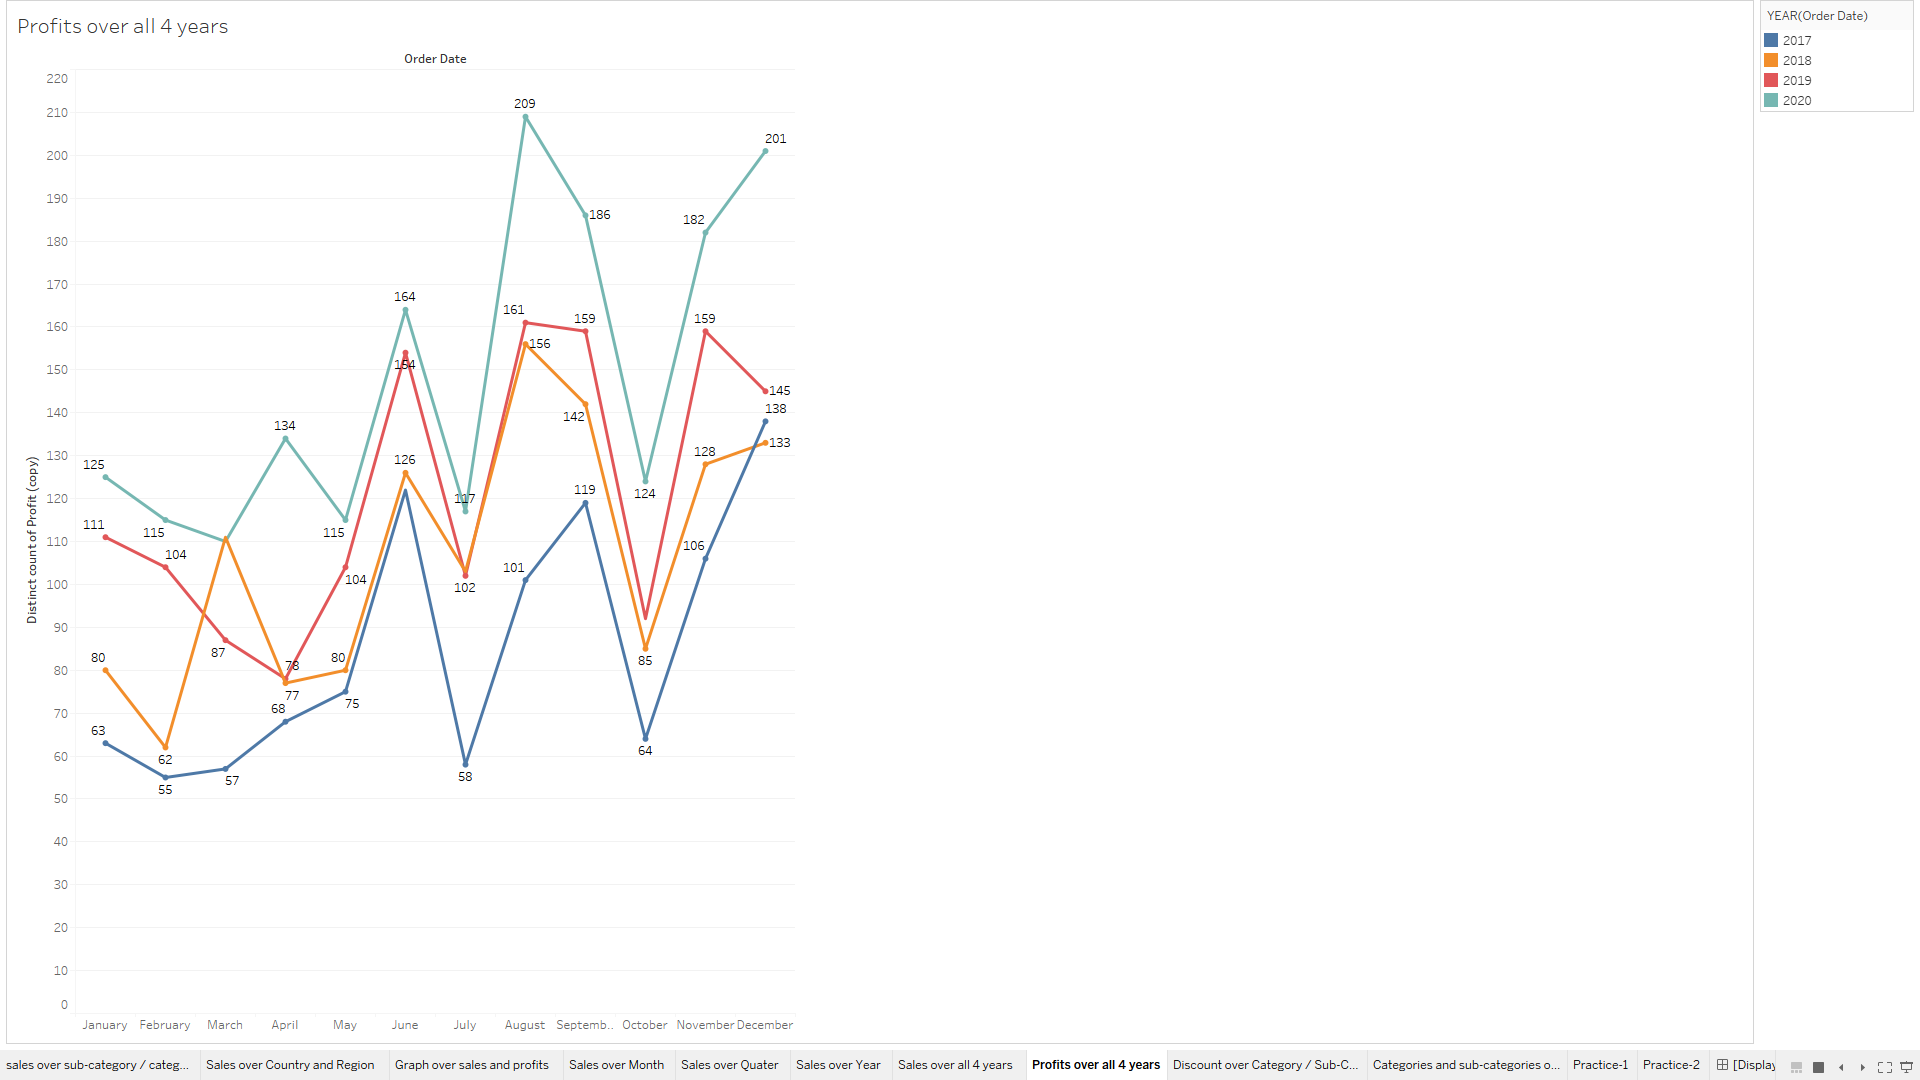 Profits over all 4 years
Order Date
Distinct count of Profit (copy)
220
210
200
190
180
170
160
150
140
130
120
110
100
90
80
70
60
50
40
30
20
10
0
209
201
186
182
164
161
159
159
156
154
145
138
142
134
133
128
126
125
117
119
124
111
115
115
104
104
106
101
102
87
80
80
78
77
85
68
75
63
62
64
55
57
58
January
February
March
April
May
June
July
August
Septemb..
October
November
December
YEAR(Order Date)
2017
2018
2019
2020
sales over sub-category / categ...
Sales over Country and Region
Graph over sales and profits
Sales over Month
Sales over Quater
Sales over Year
Sales over all 4 years
Profits over all 4 years
Discount over Category / Sub-C...
Categories and sub-categories o...
Practice-1
Practice-2
[Display